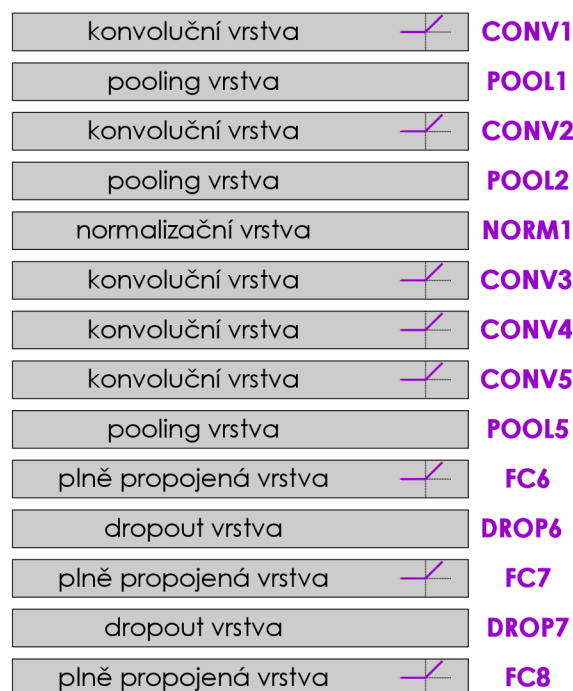 konvoluční vrstva CONV1
pooling vrstva POOL1
konvoluční vrstva CONV2
pooling vrstva POOL2
normalizační vrstva NORM1
konvoluční vrstva CONV3
konvoluční vrstva CONV4
konvoluční vrstva CONV5
pooling vrstva POOL5
plně propojená vrstva FC6
dropout vrstva DROP6
plně propojená vrstva FC7
dropout vrstva DROP7
plně propojená vrstva FC8